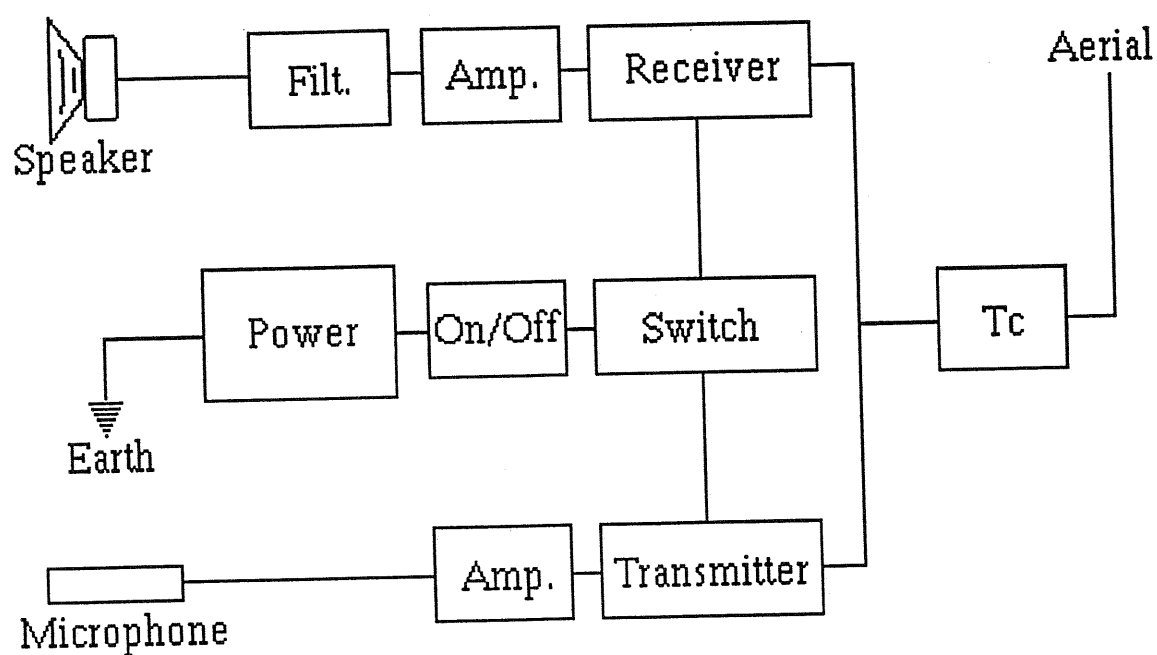 Aerial
Filt.
Amp.
Receiver
Speaker
Power
On/Off
Switch
Tc
Earth
Amp.
Transmitter
Microphone